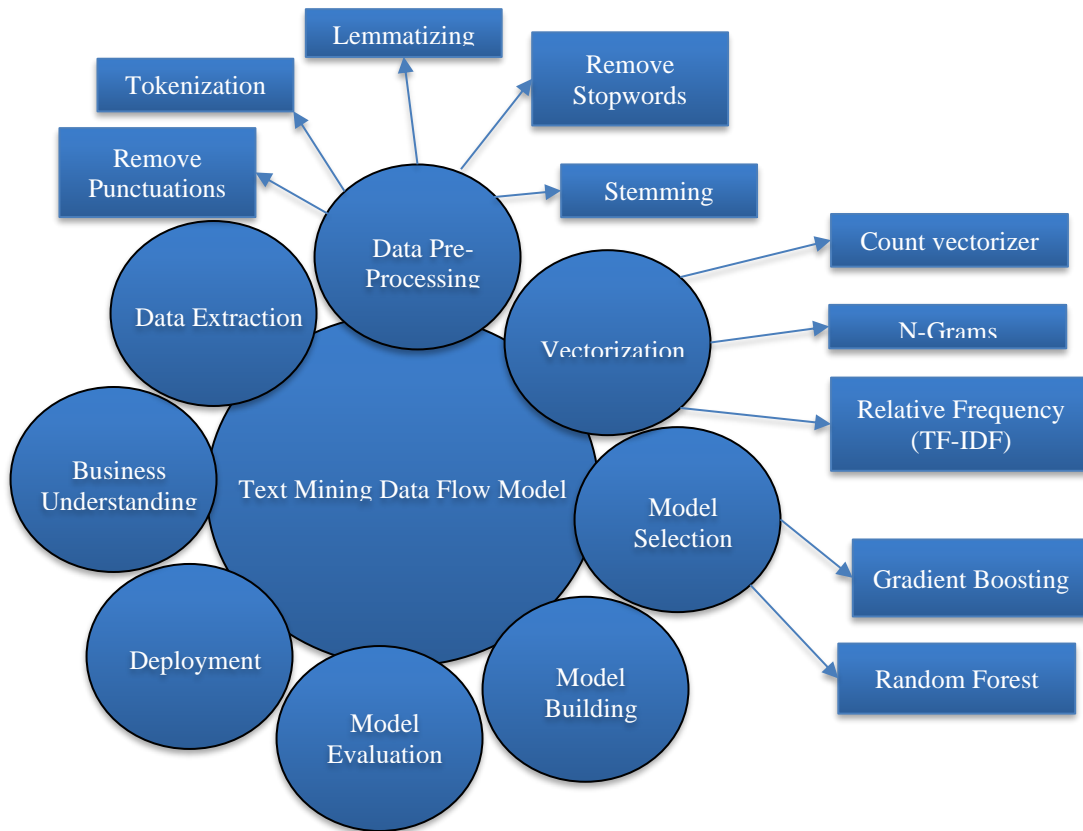 Lemmatizing
Remove
Stopwords
Tokenization
Remove
Punctuations
Stemming
Data Pre-
Processing
Count vectorizer
Data Extraction
Vectorization
N-Grams
Relative Frequency
(TF-IDF)
Business
Understanding
Text Mining Data Flow Model
Model
Selection
Gradient Boosting
Deployment
Model
Building
Random Forest
Model
Evaluation